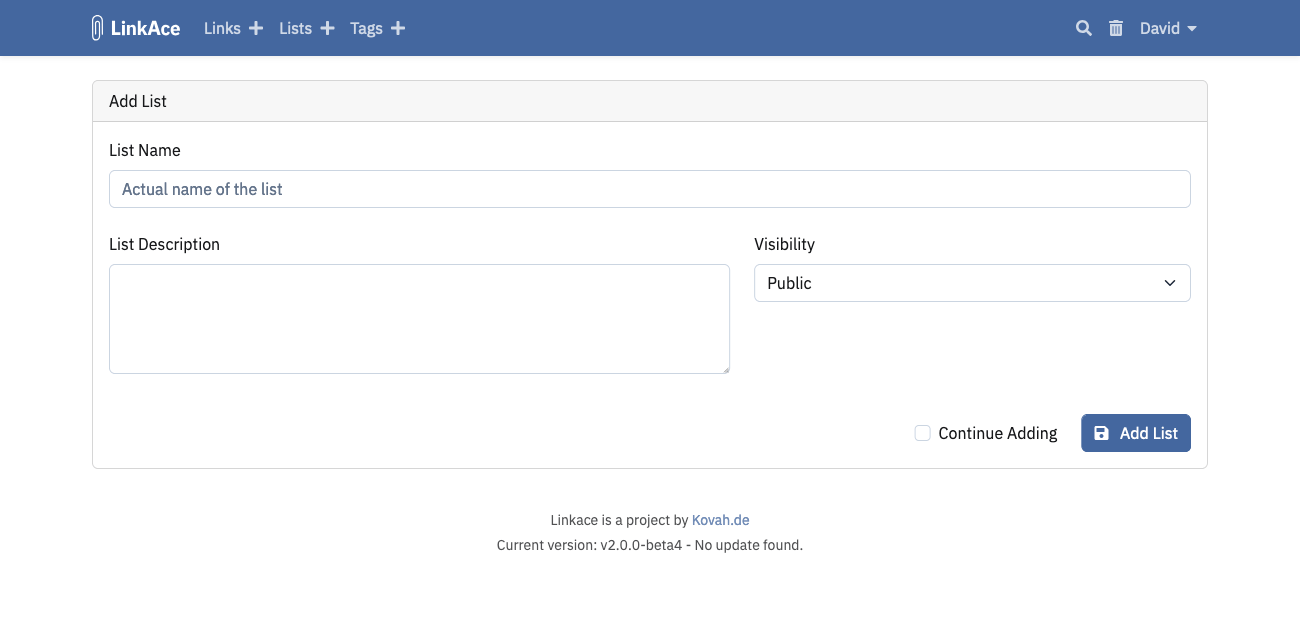 LinkAce Links Lists Tags David
Add List
List Name
Actual name of the list
List Description Visibility
Public
Continue Adding Add List
Linkace is a project by Kovah.de
Current version: v2.0.0-beta4 - No update found.